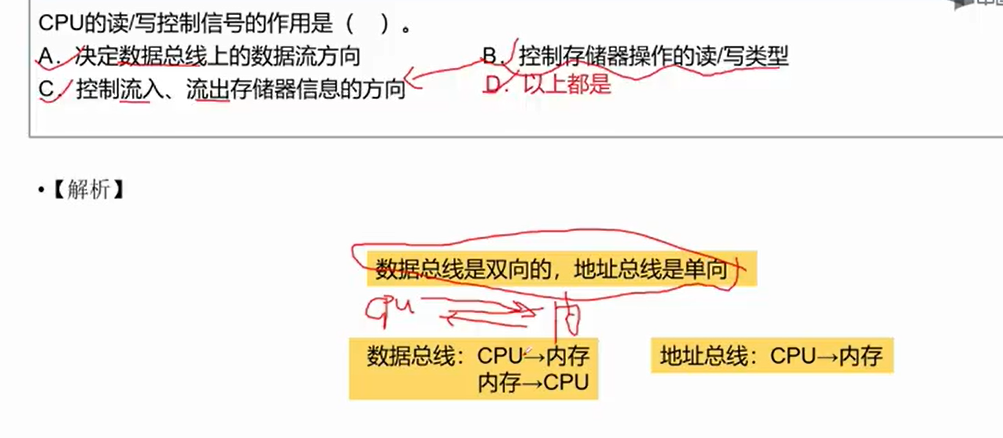 CPU的读/写控制信号的作用是（ ）。
A. 决定数据总线上的数据流方向 B. 控制存储器操作的读/写类型
C. 控制流入、流出存储器信息的方向 D. 以上都是
•【解析】
数据总线是双向的，地址总线是单向
CPU 内
数据总线：CPU→内存 地址总线：CPU→内存
内存→CPU